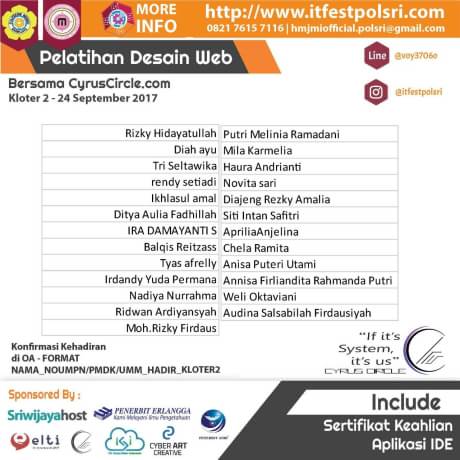 MORE
INFO
http://www.itfestpolsri.com
0821 7615 7116 | hmjmiofficial.polsri@gmail.com
Pelatihan Desain Web
Line
@voy3706o
Bersama CyrusCircle.com
Kloter 2 - 24 September 2017
@itfestpolsri
Rizky Hidayatullah Putri Melinia Ramadani
Diah ayu Mila Karmelia
Tri Seltawika Haura Andrianti
rendy setiadi Novita sari
Ikhlasul amal Diajeng Rezky Amalia
Ditya Aulia Fadhillah Siti Intan Safitri
IRA DAMAYANTI S ApriliaAnjelina
Balqis Reitzass Chela Ramita
Tyas afrelly Anisa Puteri Utami
Irdandy Yuda Permana Annisa Firliandita Rahmanda Putri
Nadiya Nurrahma Weli Oktaviani
Ridwan Ardiyansyah Audina Salsabilah Firdausiyah
Moh.Rizky Firdaus
Konfirmasi Kehadiran
di OA - FORMAT
NAMA_NOUMPN/PMDK/UMM_HADIR_KLOTER2
"If it's
System,
it's us"
CYRUS CIRCLE
Sponsored By :
Sriwijayahost
PENERBIT ERLANGGA
Kami Melayani Ilmu Pengetahuan
elti
iKSI
CYBER ART
CREATIVE
PENERBIT ANDI
Include
Sertifikat Keahlian
Aplikasi IDE